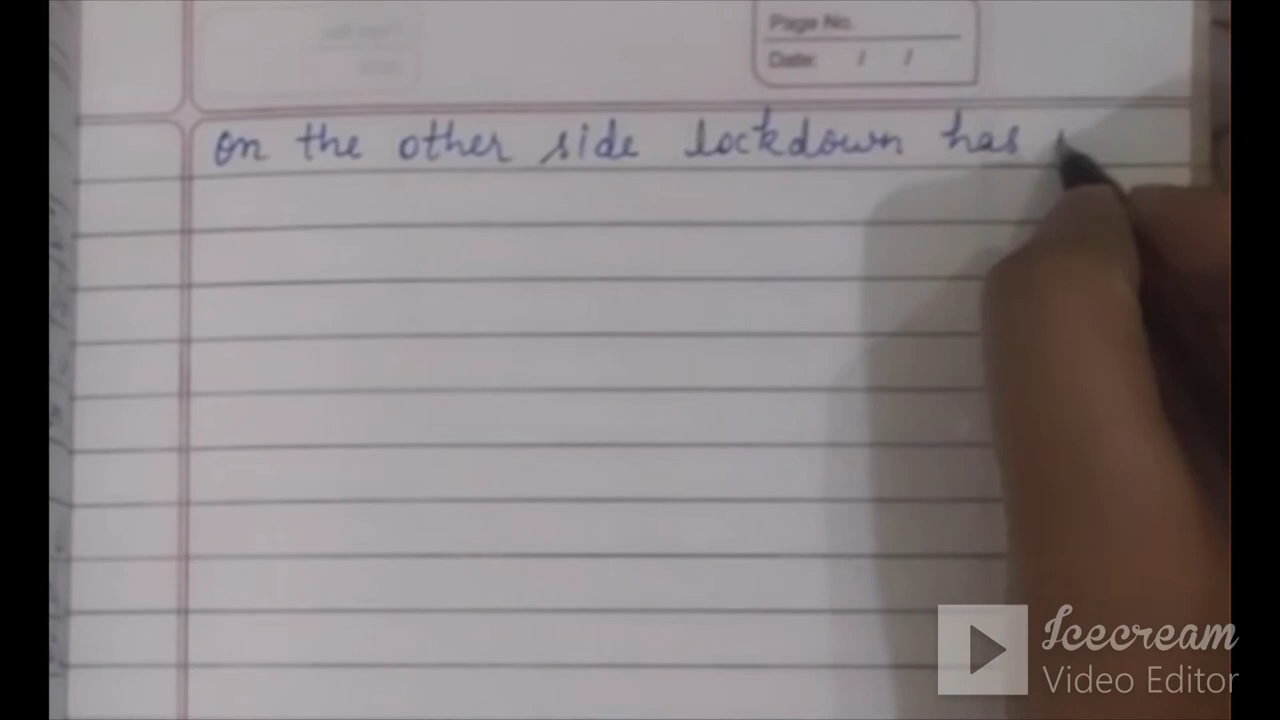 Page No.
Date: / /
on the other side lockdown has
Icecream
Video Editor